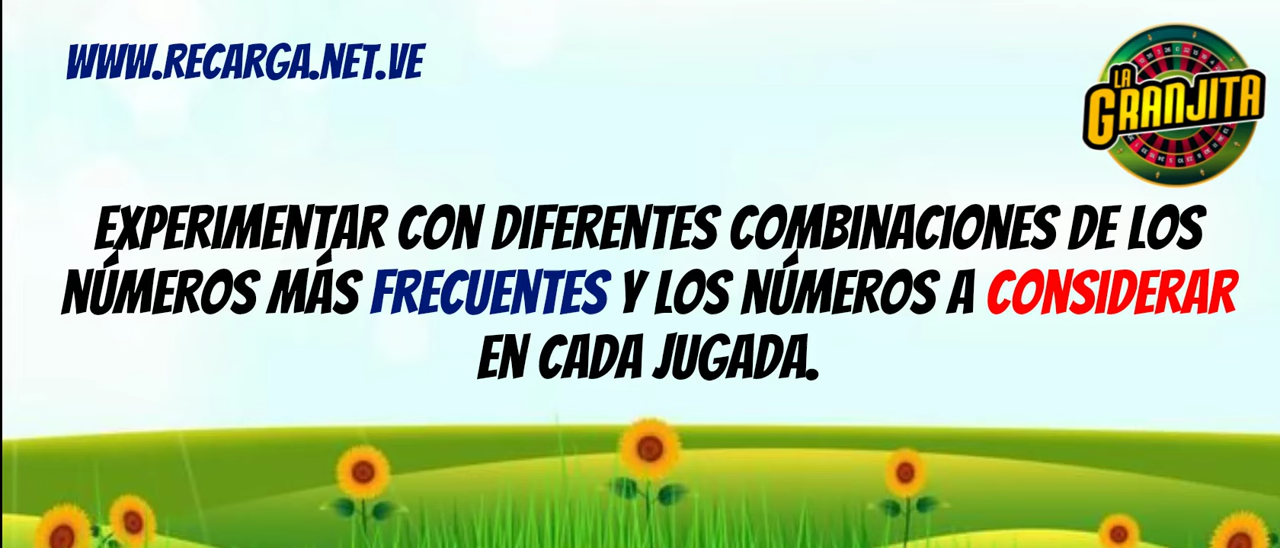 WWW.RECARGA.NET.VE
LA
GRANJITA
EXPERIMENTAR CON DIFERENTES COMBINACIONES DE LOS
NÚMEROS MÁS FRECUENTES Y LOS NÚMEROS A CONSIDERAR
EN CADA JUGADA.